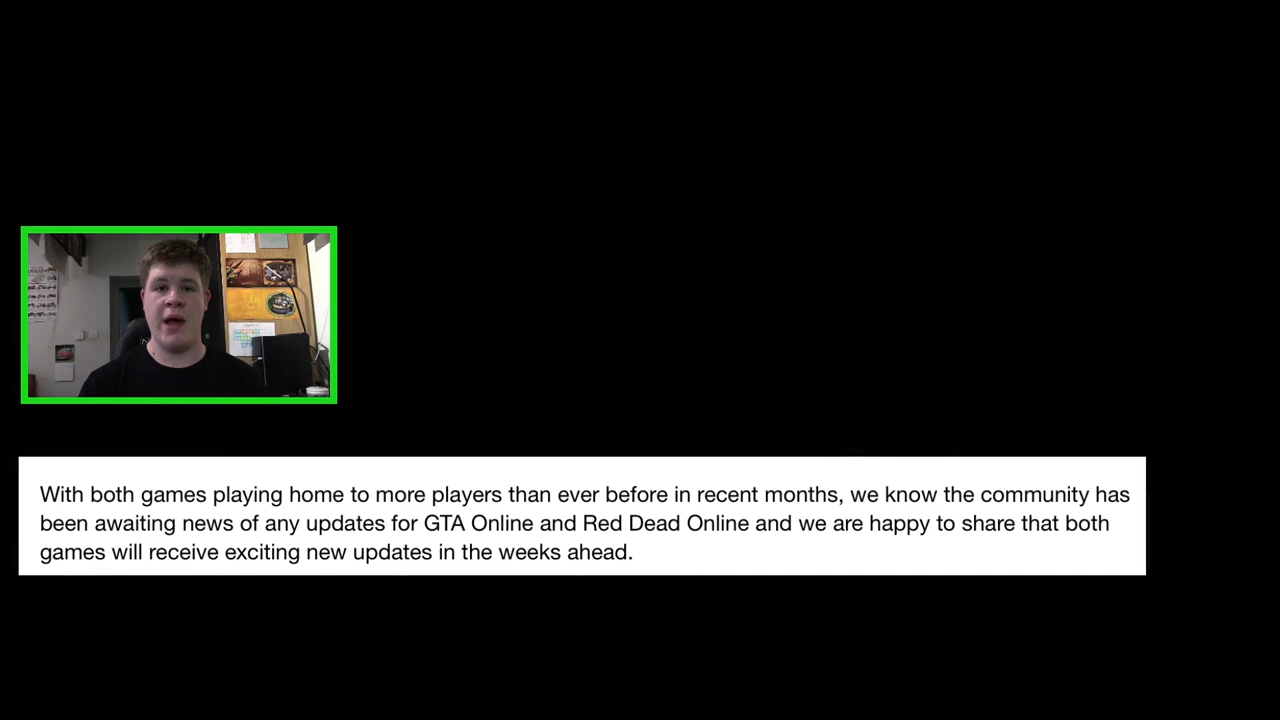 With both games playing home to more players than ever before in recent months, we know the community has
been awaiting news of any updates for GTA Online and Red Dead Online and we are happy to share that both
games will receive exciting new updates in the weeks ahead.